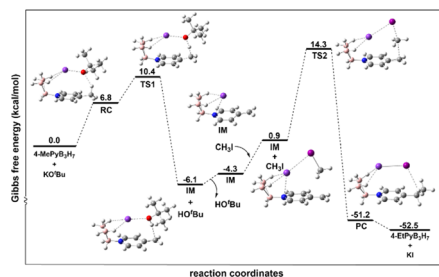 Gibbs free energy (kcal/mol)
0.0
4-MePyB₃H₇
+
KOᵗBu
6.8
RC
10.4
TS1
-6.1
IM
+
HOᵗBu
IM
-4.3
IM
CH₃I
HOᵗBu
0.9
IM
+
CH₃I
14.3
TS2
-51.2
PC
-52.5
4-EtPyB₃H₇
+
KI
reaction coordinates